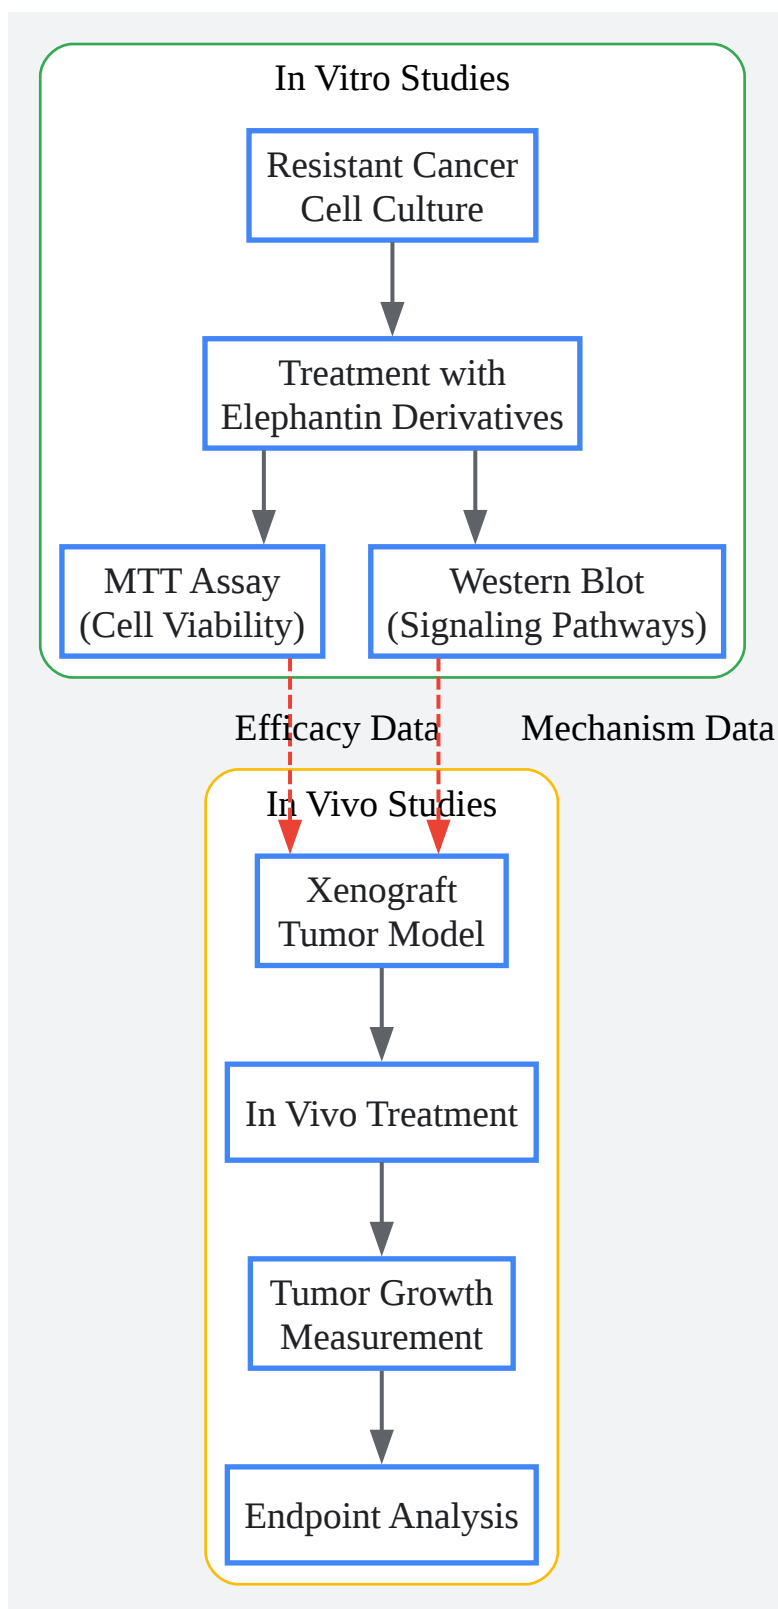 In Vitro Studies
Resistant Cancer
Cell Culture
Treatment with
Elephantin Derivatives
MTT Assay
(Cell Viability)
Western Blot
(Signaling Pathways)
Efficacy Data
Mechanism Data
In Vivo Studies
Xenograft
Tumor Model
In Vivo Treatment
Tumor Growth
Measurement
Endpoint Analysis